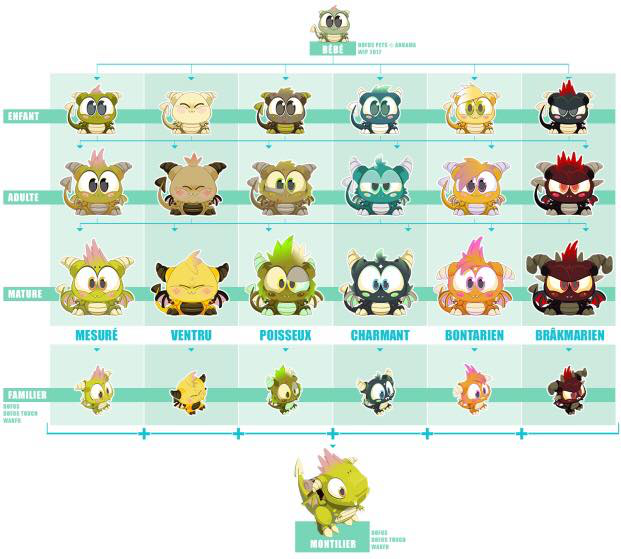 BÉBÉ
DOFUS PETS © ANKAMA
WIP 2012
ENFANT
ADULTE
MATURE
MESURÉ VENTRU POISSEUX CHARMANT BONTARIEN BRÂKMARIEN
FAMILIER
DOFUS
DOFUS TOUCH
WAKFU
MONTILIER
DOFUS
DOFUS TOUCH
WAKFU